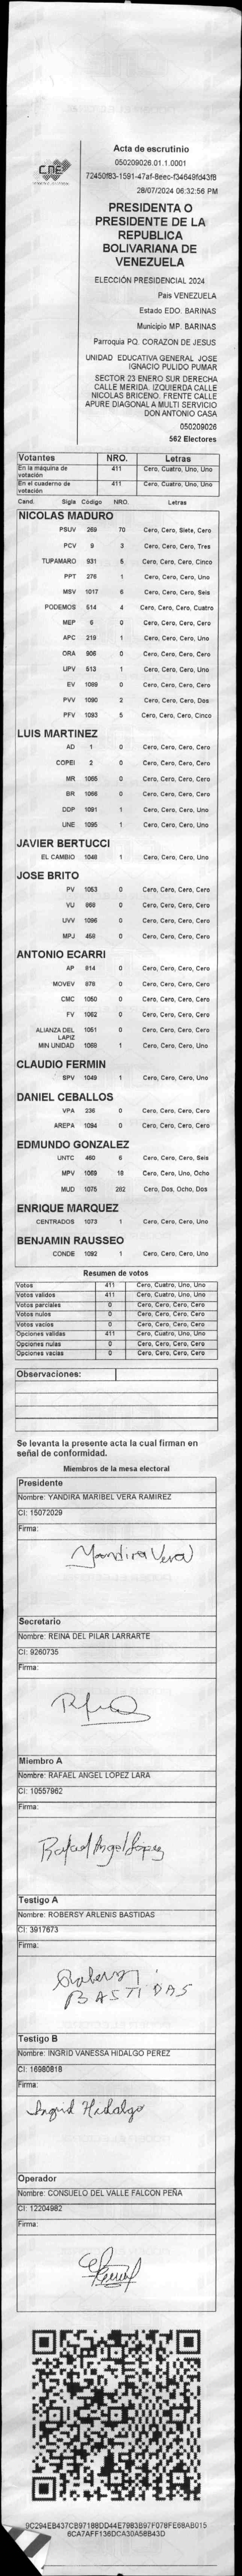 CNE
Acta de escrutinio
050209026.01.1.0001
72450f83-1591-47af-8eec-f34649fd43f8
28/07/2024 06:32:56 PM
PRESIDENTA O
PRESIDENTE DE LA
REPUBLICA
BOLIVARIANA DE
VENEZUELA
ELECCIÓN PRESIDENCIAL 2024
Pais VENEZUELA
Estado EDO. BARINAS
Municipio MP. BARINAS
Parroquia PQ. CORAZON DE JESUS
UNIDAD EDUCATIVA GENERAL JOSE
IGNACIO PULIDO PUMAR
SECTOR 23 ENERO SUR DERECHA
CALLE MERIDA. IZQUIERDA CALLE
NICOLAS BRICENO. FRENTE CALLE
APURE DIAGONAL A MULTI SERVICIO
DON ANTONIO CASA
050209026
562 Electores
Votantes NRO. Letras
En la máquina de votación 411 Cero, Cuatro, Uno, Uno
En el cuaderno de votación 411 Cero, Cuatro, Uno, Uno
Cand. Sigla Código NRO. Letras
NICOLAS MADURO
PSUV 269 70 Cero, Cero, Siete, Cero
PCV 9 3 Cero, Cero, Cero, Tres
TUPAMARO 931 5 Cero, Cero, Cero, Cinco
PPT 276 1 Cero, Cero, Cero, Uno
MSV 1017 6 Cero, Cero, Cero, Seis
PODEMOS 514 4 Cero, Cero, Cero, Cuatro
MEP 6 0 Cero, Cero, Cero, Cero
APC 219 1 Cero, Cero, Cero, Uno
ORA 906 0 Cero, Cero, Cero, Cero
UPV 513 1 Cero, Cero, Cero, Uno
EV 1089 0 Cero, Cero, Cero, Cero
PVV 1090 2 Cero, Cero, Cero, Dos
PFV 1093 5 Cero, Cero, Cero, Cinco
LUIS MARTINEZ
AD 1 0 Cero, Cero, Cero, Cero
COPEI 2 0 Cero, Cero, Cero, Cero
MR 1065 0 Cero, Cero, Cero, Cero
BR 1066 0 Cero, Cero, Cero, Cero
DDP 1091 1 Cero, Cero, Cero, Uno
UNE 1095 1 Cero, Cero, Cero, Uno
JAVIER BERTUCCI
EL CAMBIO 1048 1 Cero, Cero, Cero, Uno
JOSE BRITO
PV 1053 0 Cero, Cero, Cero, Cero
VU 868 0 Cero, Cero, Cero, Cero
UVV 1096 0 Cero, Cero, Cero, Cero
MPJ 459 0 Cero, Cero, Cero, Cero
ANTONIO ECARRI
AP 814 0 Cero, Cero, Cero, Cero
MOVEV 878 0 Cero, Cero, Cero, Cero
CMC 1050 0 Cero, Cero, Cero, Cero
FV 1062 0 Cero, Cero, Cero, Cero
ALIANZA DEL LAPIZ 1051 0 Cero, Cero, Cero, Cero
MIN UNIDAD 1069 1 Cero, Cero, Cero, Uno
CLAUDIO FERMIN
SPV 1049 1 Cero, Cero, Cero, Uno
DANIEL CEBALLOS
VPA 236 0 Cero, Cero, Cero, Cero
AREPA 1094 0 Cero, Cero, Cero, Cero
EDMUNDO GONZALEZ
UNTC 460 6 Cero, Cero, Cero, Seis
MPV 1069 18 Cero, Cero, Uno, Ocho
MUD 1075 282 Cero, Dos, Ocho, Dos
ENRIQUE MARQUEZ
CENTRADOS 1073 1 Cero, Cero, Cero, Uno
BENJAMIN RAUSSEO
CONDE 1092 1 Cero, Cero, Cero, Uno
Resumen de votos
Votos 411 Cero, Cuatro, Uno, Uno
Votos validos 411 Cero, Cuatro, Uno, Uno
Votos parciales 0 Cero, Cero, Cero, Cero
Votos nulos 0 Cero, Cero, Cero, Cero
Votos vacios 0 Cero, Cero, Cero, Cero
Opciones validas 411 Cero, Cuatro, Uno, Uno
Opciones nulas 0 Cero, Cero, Cero, Cero
Opciones vacias 0 Cero, Cero, Cero, Cero
Observaciones:
Se levanta la presente acta la cual firman en
señal de conformidad.
Miembros de la mesa electoral
Presidente
Nombre: YANDIRA MARIBEL VERA RAMIREZ
CI: 15072029
Firma:
Yandira Vera
Secretario
Nombre: REINA DEL PILAR LARRARTE
CI: 9260735
Firma:
Miembro A
Nombre: RAFAEL ANGEL LOPEZ LARA
CI: 10557962
Firma:
Rafael Angel López
Testigo A
Nombre: ROBERSY ARLENIS BASTIDAS
CI: 3917673
Firma:
Robersy
BASTIDAS
Testigo B
Nombre: INGRID VANESSA HIDALGO PEREZ
CI: 16980818
Firma:
Ingrid Hidalgo
Operador
Nombre: CONSUELO DEL VALLE FALCON PEÑA
CI: 12204982
Firma:
9C294EB437CB97188DD44E7983B97F078FE68AB015
6CA7AFF136DCA30A58B43D